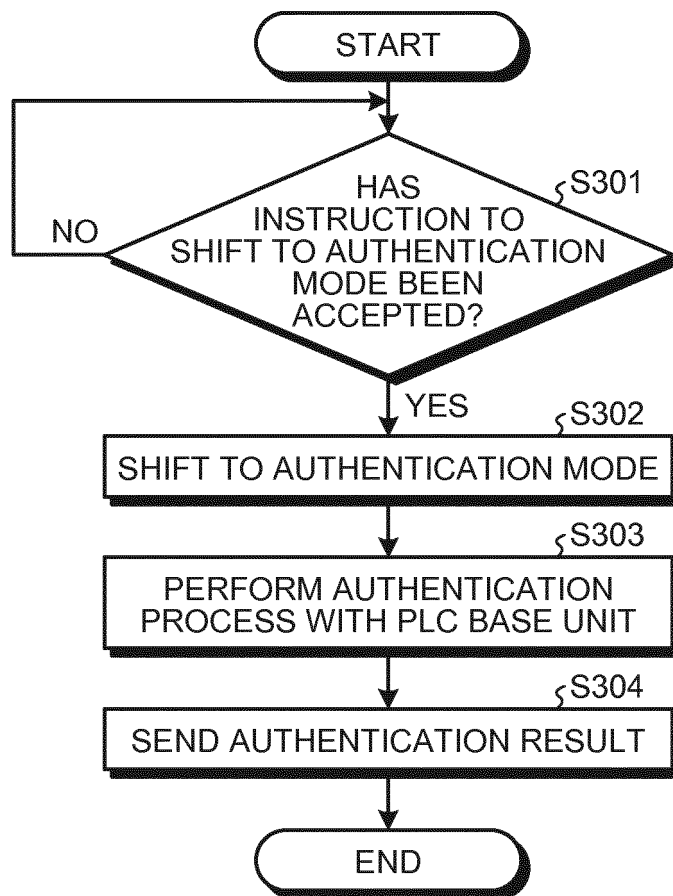 START
S301
HAS
INSTRUCTION TO
SHIFT TO AUTHENTICATION
MODE BEEN
ACCEPTED?
NO
YES
S302
SHIFT TO AUTHENTICATION MODE
S303
PERFORM AUTHENTICATION
PROCESS WITH PLC BASE UNIT
S304
SEND AUTHENTICATION RESULT
END